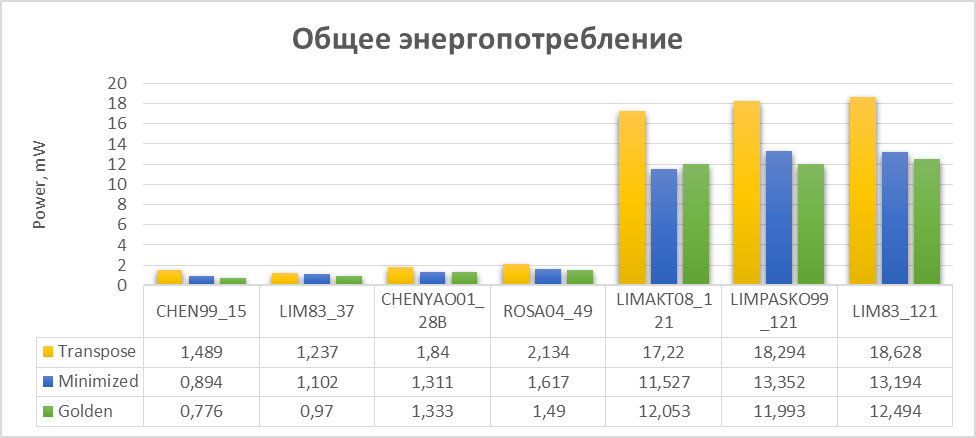 Общее энергопотребление
Power, mW
20
18
16
14
12
10
8
6
4
2
0
CHEN99_15 LIM83_37 CHENYAO01_ ROSA04_49 LIMAKT08_1 LIMPASKO99 LIM83_121
28B 21 _121
Transpose 1,489 1,237 1,84 2,134 17,22 18,294 18,628
Minimized 0,894 1,102 1,311 1,617 11,527 13,352 13,194
Golden 0,776 0,97 1,333 1,49 12,053 11,993 12,494